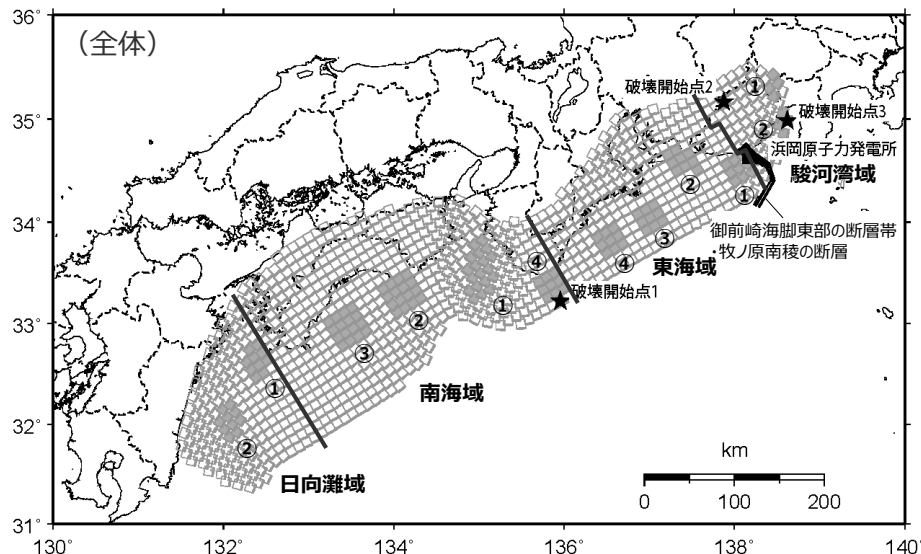 36°
（全体）
破壊開始点2
①
35°
破壊開始点3
②
浜岡原子力発電所
駿河湾域
②
①
34°
御前崎海脚東部の断層帯
・牧ノ原南稜の断層
③
④
④
東海域
破壊開始点1
①
②
33°
③
①
南海域
32°
②
km
日向灘域
0 100 200
31°
130° 132° 134° 136° 138° 140°